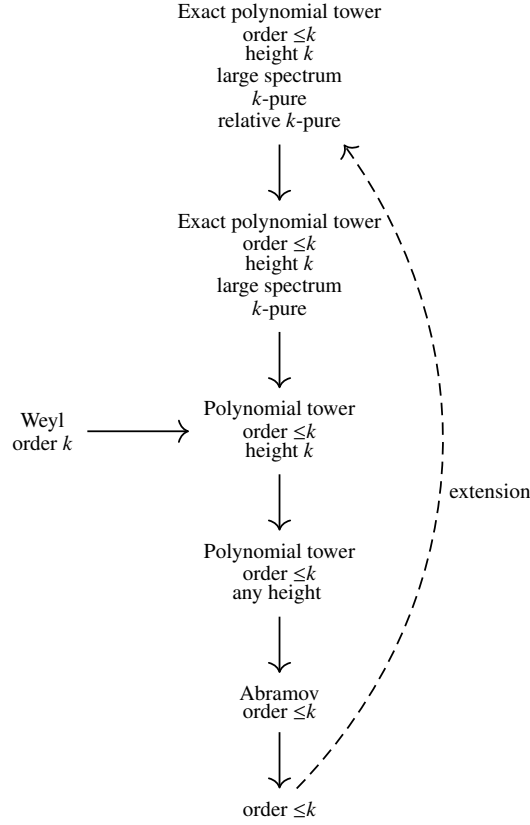 Exact polynomial tower
order ≤k
height k
large spectrum
k-pure
relative k-pure
Exact polynomial tower
order ≤k
height k
large spectrum
k-pure
Weyl
order k
Polynomial tower
order ≤k
height k
extension
Polynomial tower
order ≤k
any height
Abramov
order ≤k
order ≤k